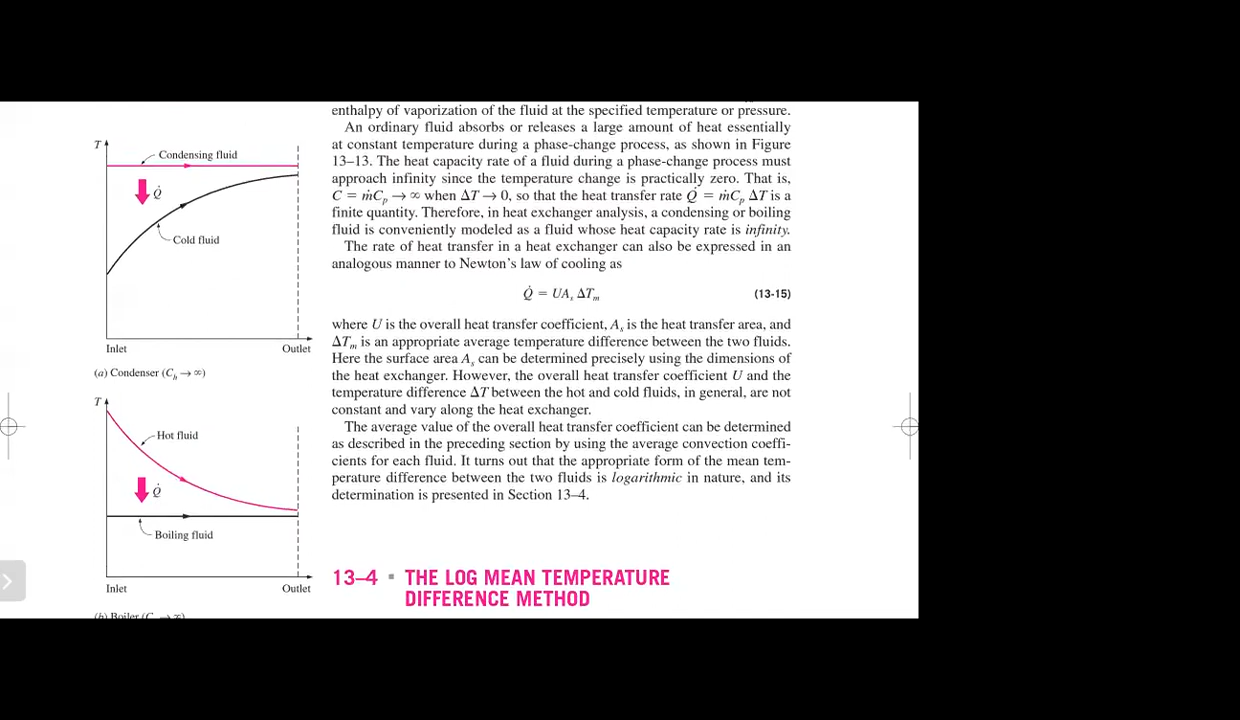 T
Condensing fluid
Q̇
Cold fluid
Inlet
Outlet
(a) Condenser (Cₕ → ∞)
T
Hot fluid
Q̇
Boiling fluid
Inlet
Outlet
(b) Boiler (C → ∞)
enthalpy of vaporization of the fluid at the specified temperature or pressure.
An ordinary fluid absorbs or releases a large amount of heat essentially
at constant temperature during a phase-change process, as shown in Figure
13–13. The heat capacity rate of a fluid during a phase-change process must
approach infinity since the temperature change is practically zero. That is,
C = ṁCₚ → ∞ when ΔT → 0, so that the heat transfer rate Q̇ = ṁCₚ ΔT is a
finite quantity. Therefore, in heat exchanger analysis, a condensing or boiling
fluid is conveniently modeled as a fluid whose heat capacity rate is infinity.
The rate of heat transfer in a heat exchanger can also be expressed in an
analogous manner to Newton's law of cooling as
Q̇ = UAₛ ΔTₘ (13-15)
where U is the overall heat transfer coefficient, Aₛ is the heat transfer area, and
ΔTₘ is an appropriate average temperature difference between the two fluids.
Here the surface area Aₛ can be determined precisely using the dimensions of
the heat exchanger. However, the overall heat transfer coefficient U and the
temperature difference ΔT between the hot and cold fluids, in general, are not
constant and vary along the heat exchanger.
The average value of the overall heat transfer coefficient can be determined
as described in the preceding section by using the average convection coeffi-
cients for each fluid. It turns out that the appropriate form of the mean tem-
perature difference between the two fluids is logarithmic in nature, and its
determination is presented in Section 13–4.
13–4 ▪ THE LOG MEAN TEMPERATURE
DIFFERENCE METHOD